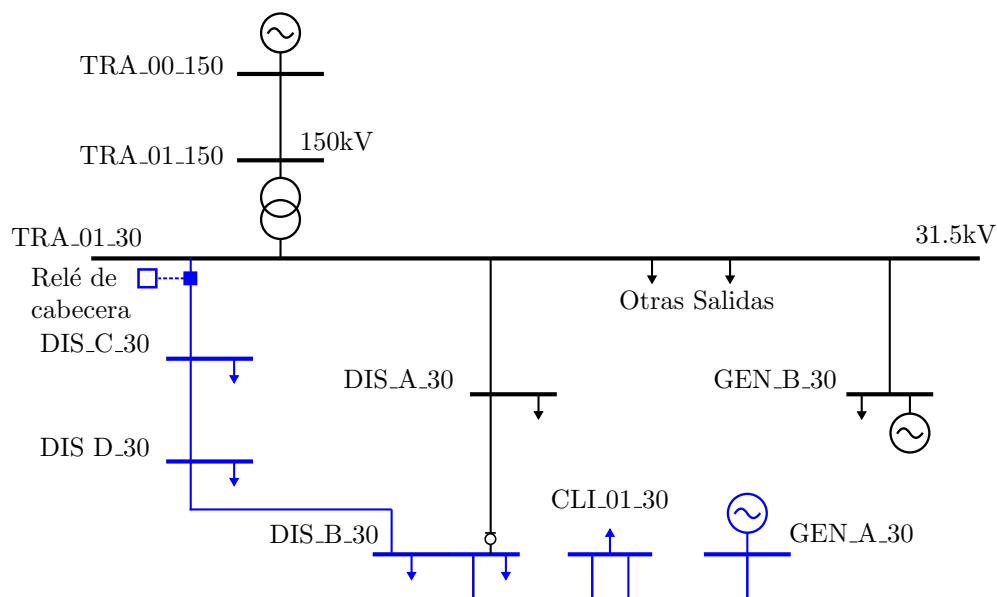 TRA_00_150
150kV
TRA_01_150
TRA_01_30
31.5kV
Relé de
cabecera
Otras Salidas
DIS_C_30
DIS_A_30
GEN_B_30
DIS D_30
CLI_01_30
DIS_B_30
GEN_A_30